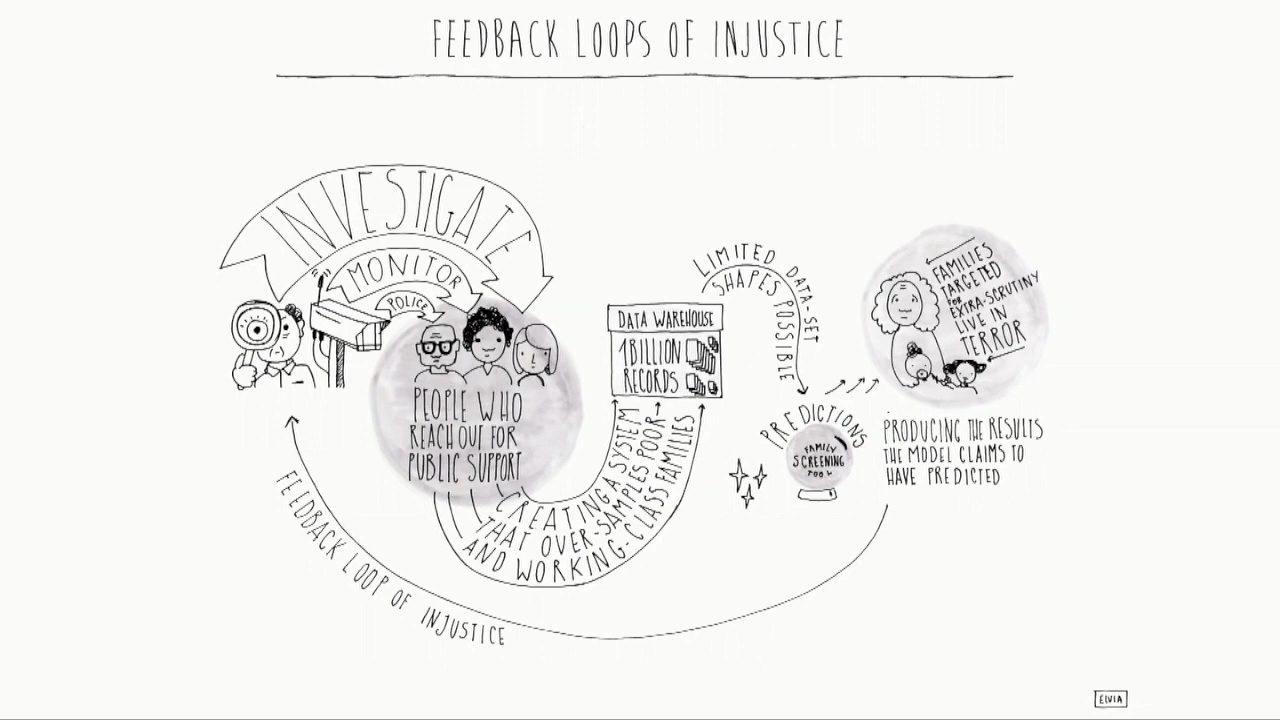 FEEDBACK LOOPS OF INJUSTICE
INVESTIGATE
MONITOR
POLICE
PEOPLE WHO
REACH OUT FOR
PUBLIC SUPPORT
CREATING A SYSTEM
THAT OVER-SAMPLES POOR
AND WORKING-CLASS FAMILIES
DATA WAREHOUSE
1 BILLION
RECORDS
LIMITED DATA-SET
SHAPES POSSIBLE
PREDICTIONS
FAMILY
SCREENING
TOOL
FAMILIES
TARGETED
FOR
EXTRA-SCRUTINY
LIVE IN
TERROR
PRODUCING THE RESULTS
THE MODEL CLAIMS TO
HAVE PREDICTED
FEEDBACK LOOP OF INJUSTICE
ELVIA